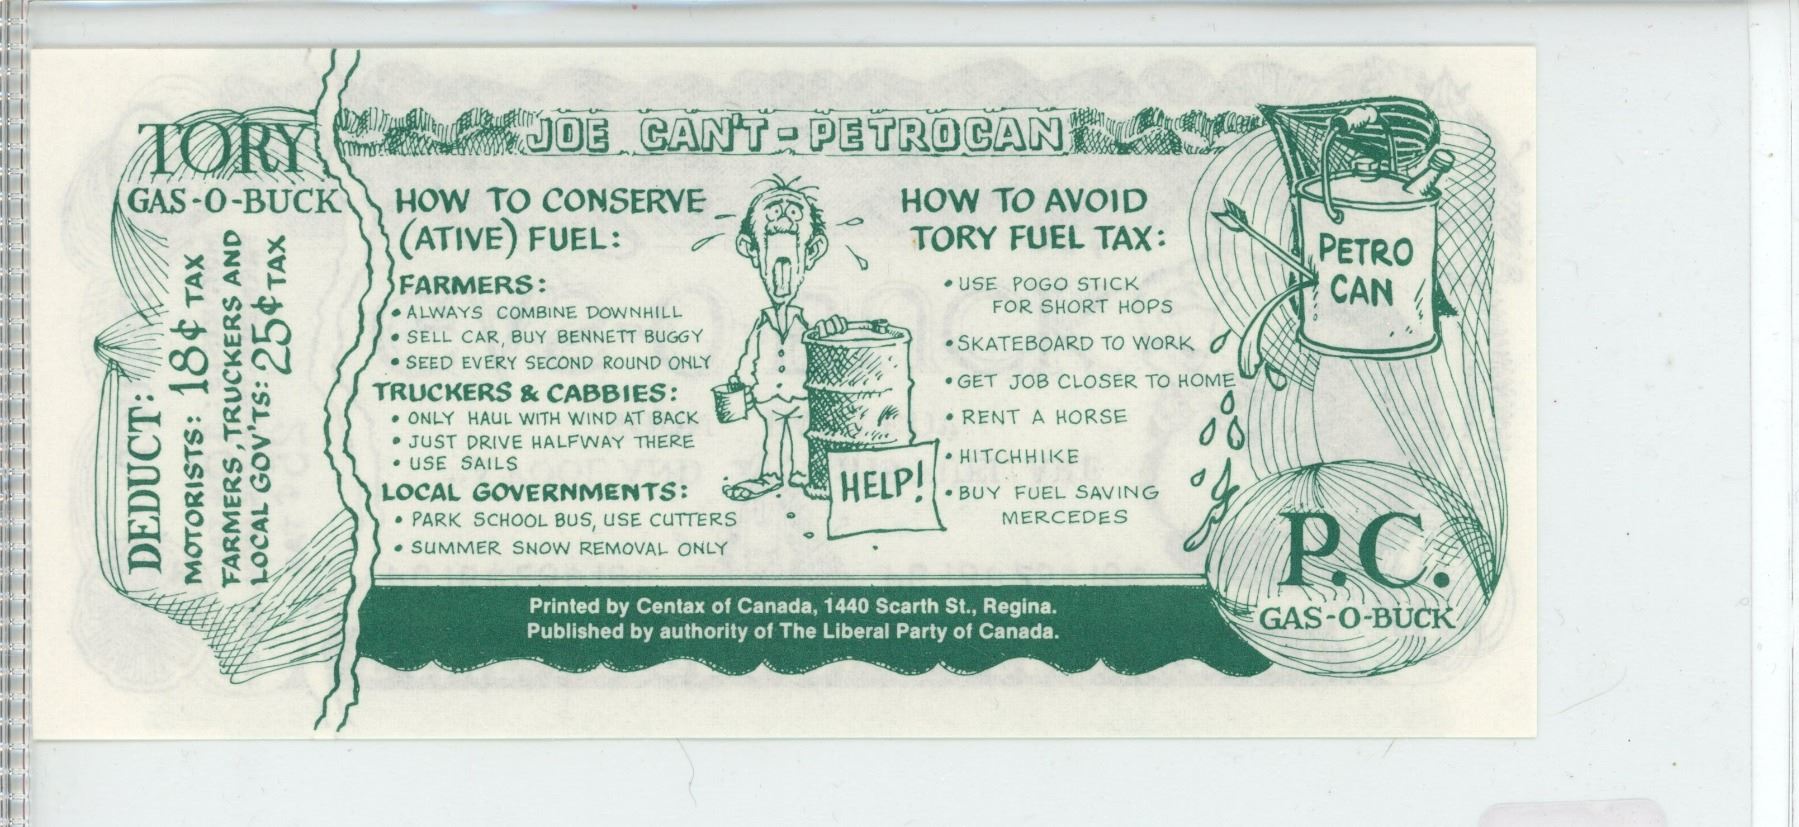 TORY
GAS-O-BUCK
DEDUCT:
MOTORISTS: 18¢ TAX
FARMERS, TRUCKERS AND
LOCAL GOV'TS: 25¢ TAX
JOE CAN'T - PETROCAN
HOW TO CONSERVE
(ATIVE) FUEL:
FARMERS:
• ALWAYS COMBINE DOWNHILL
• SELL CAR, BUY BENNETT BUGGY
• SEED EVERY SECOND ROUND ONLY
TRUCKERS & CABBIES:
• ONLY HAUL WITH WIND AT BACK
• JUST DRIVE HALFWAY THERE
• USE SAILS
LOCAL GOVERNMENTS:
• PARK SCHOOL BUS, USE CUTTERS
• SUMMER SNOW REMOVAL ONLY
HELP!
HOW TO AVOID
TORY FUEL TAX:
• USE POGO STICK
FOR SHORT HOPS
• SKATEBOARD TO WORK
• GET JOB CLOSER TO HOME
• RENT A HORSE
• HITCHHIKE
• BUY FUEL SAVING
MERCEDES
PETRO
CAN
P.C.
GAS-O-BUCK
Printed by Centax of Canada, 1440 Scarth St., Regina.
Published by authority of The Liberal Party of Canada.